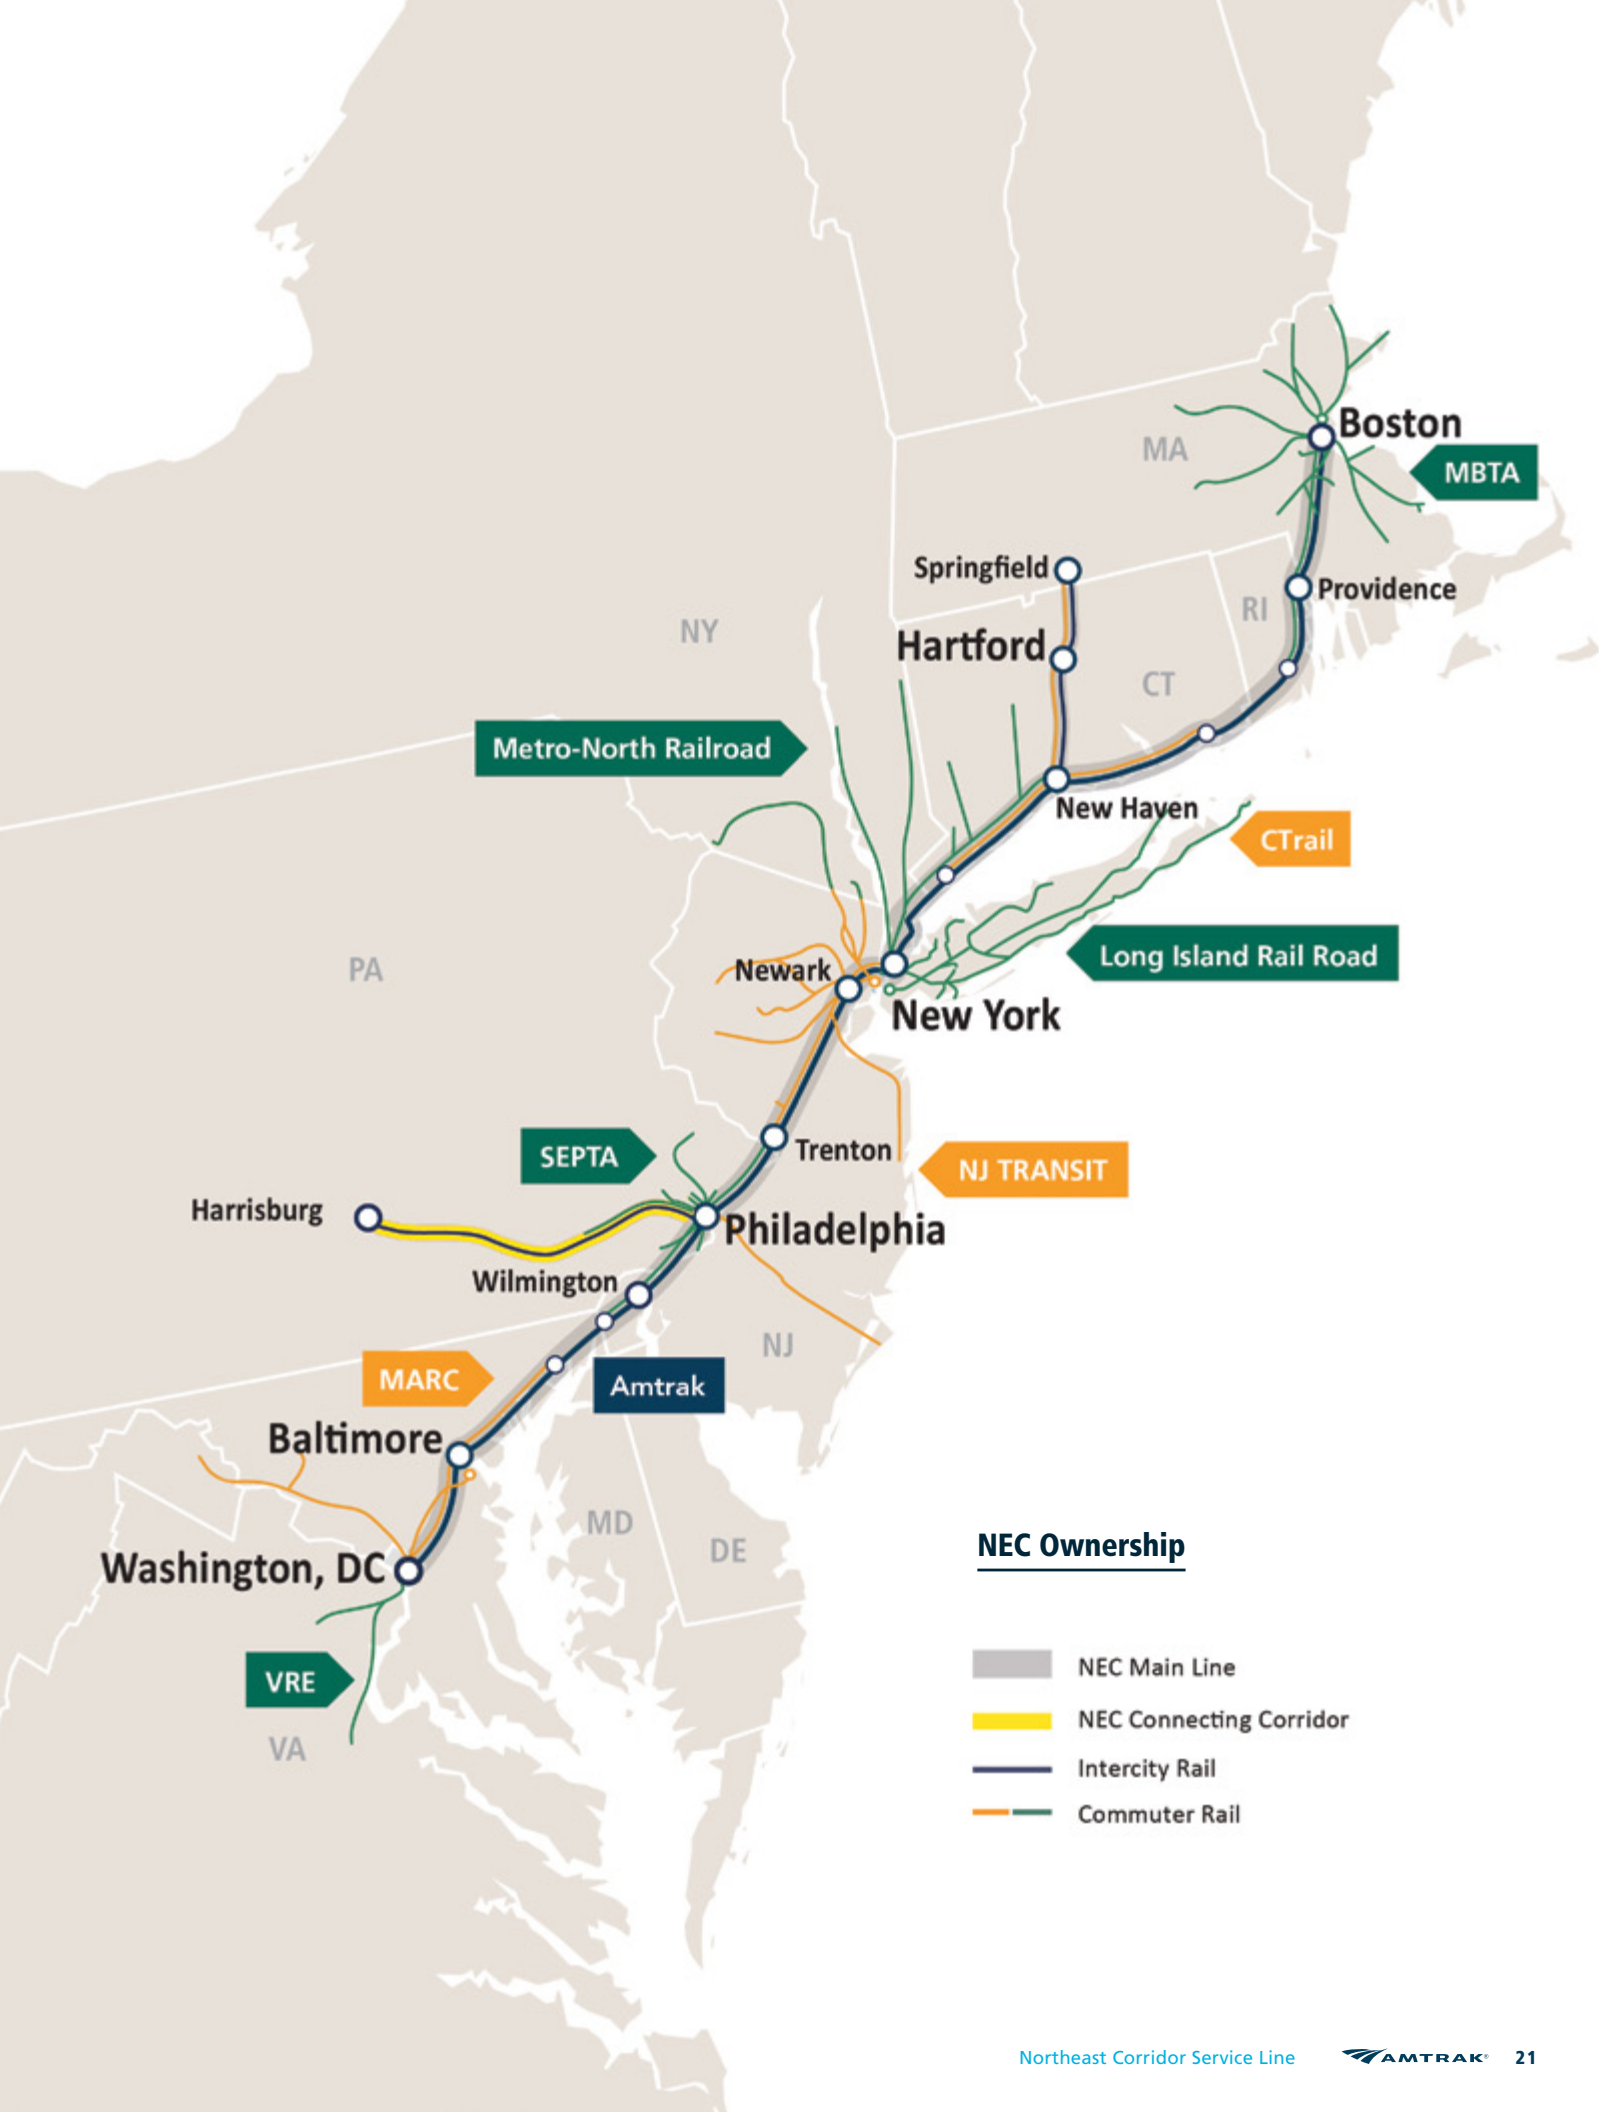 Boston
MA
MBTA
Springfield
Providence
RI
NY
Hartford
CT
Metro-North Railroad
New Haven
CTrail
Long Island Rail Road
PA
Newark
New York
SEPTA
Trenton
NJ TRANSIT
Harrisburg
Philadelphia
Wilmington
NJ
MARC
Amtrak
Baltimore
MD
DE
NEC Ownership
Washington, DC
NEC Main Line
VRE
NEC Connecting Corridor
VA
Intercity Rail
Commuter Rail
Northeast Corridor Service Line AMTRAK® 21